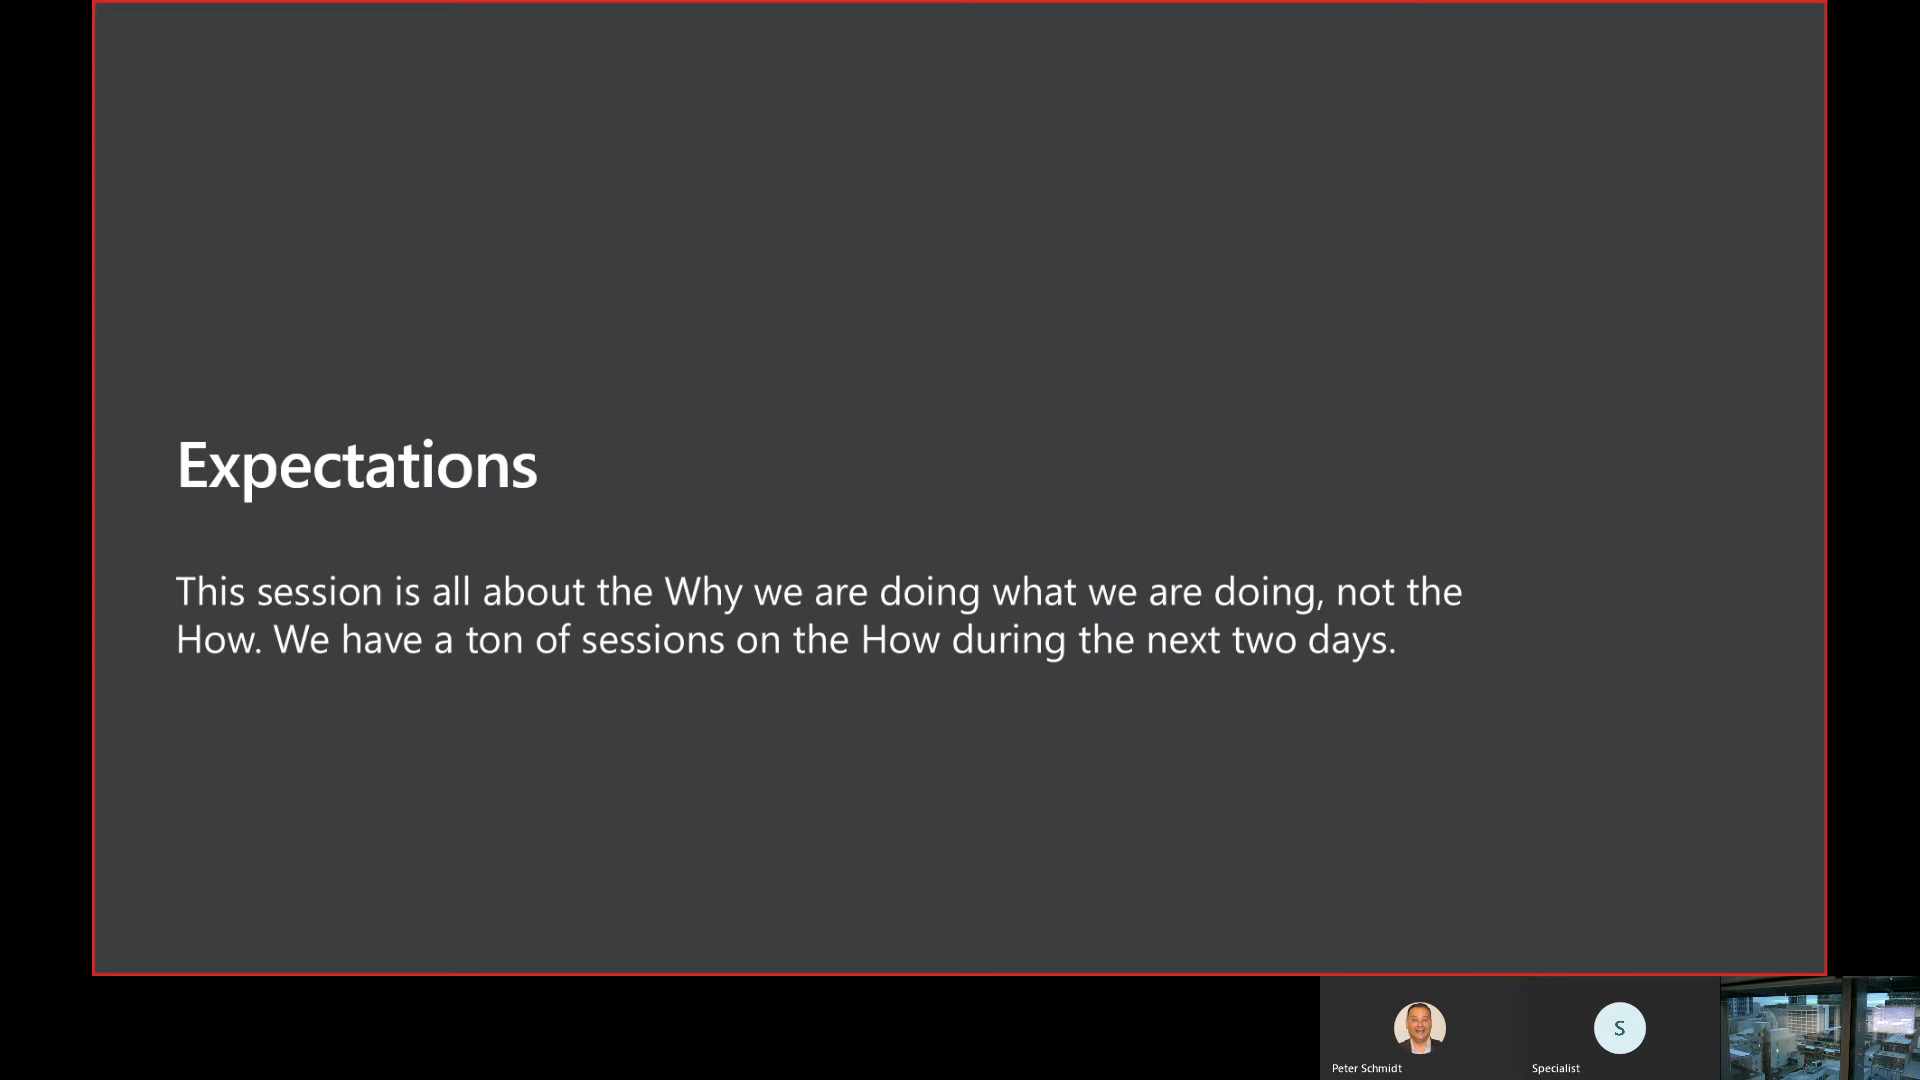 Expectations
This session is all about the Why we are doing what we are doing, not the
How. We have a ton of sessions on the How during the next two days.
S
Peter Schmidt
Specialist